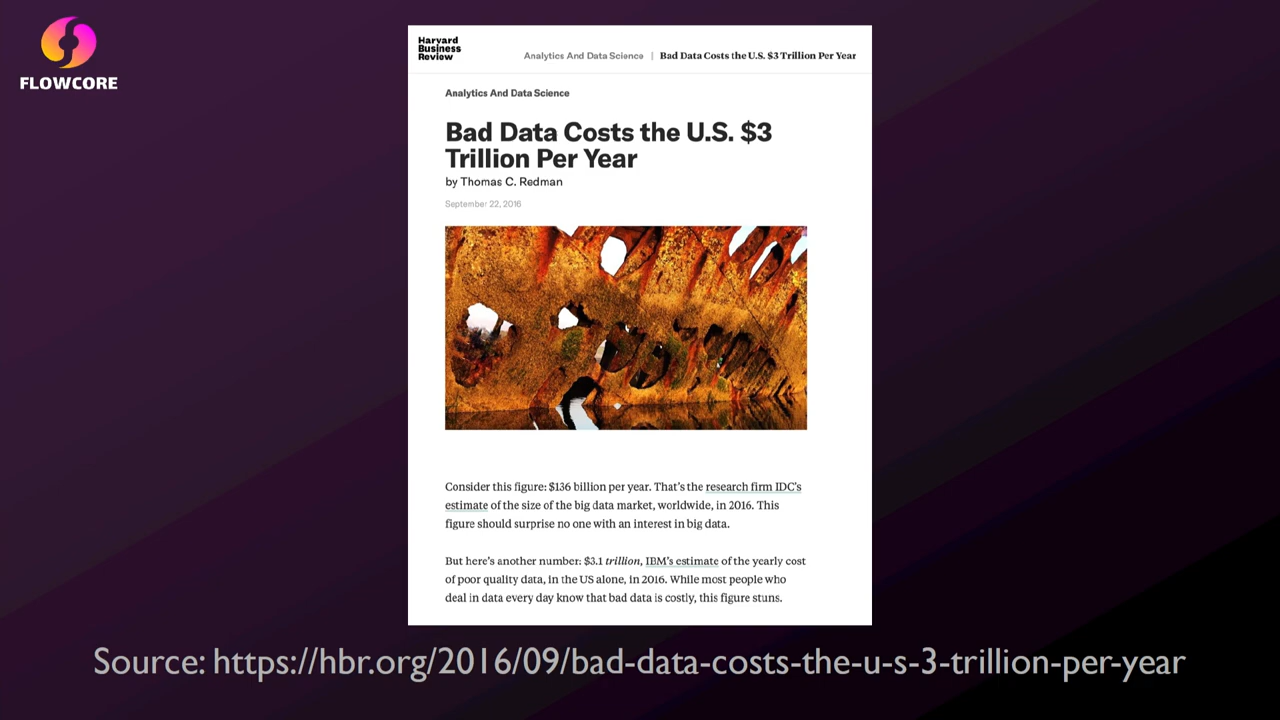 FLOWCORE
Harvard
Business
Review
Analytics And Data Science | Bad Data Costs the U.S. $3 Trillion Per Year
Analytics And Data Science
Bad Data Costs the U.S. $3
Trillion Per Year
by Thomas C. Redman
September 22, 2016
Consider this figure: $136 billion per year. That's the research firm IDC's
estimate of the size of the big data market, worldwide, in 2016. This
figure should surprise no one with an interest in big data.
But here's another number: $3.1 trillion, IBM's estimate of the yearly cost
of poor quality data, in the US alone, in 2016. While most people who
deal in data every day know that bad data is costly, this figure stuns.
Source: https://hbr.org/2016/09/bad-data-costs-the-u-s-3-trillion-per-year